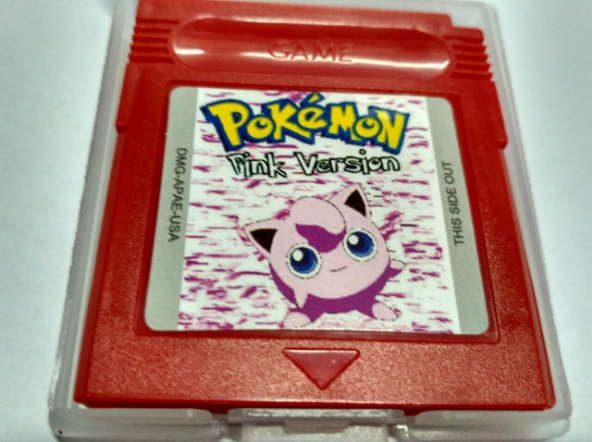 GAME
POKéMON
Pink Version
DMG-APAE-USA
THIS SIDE OUT